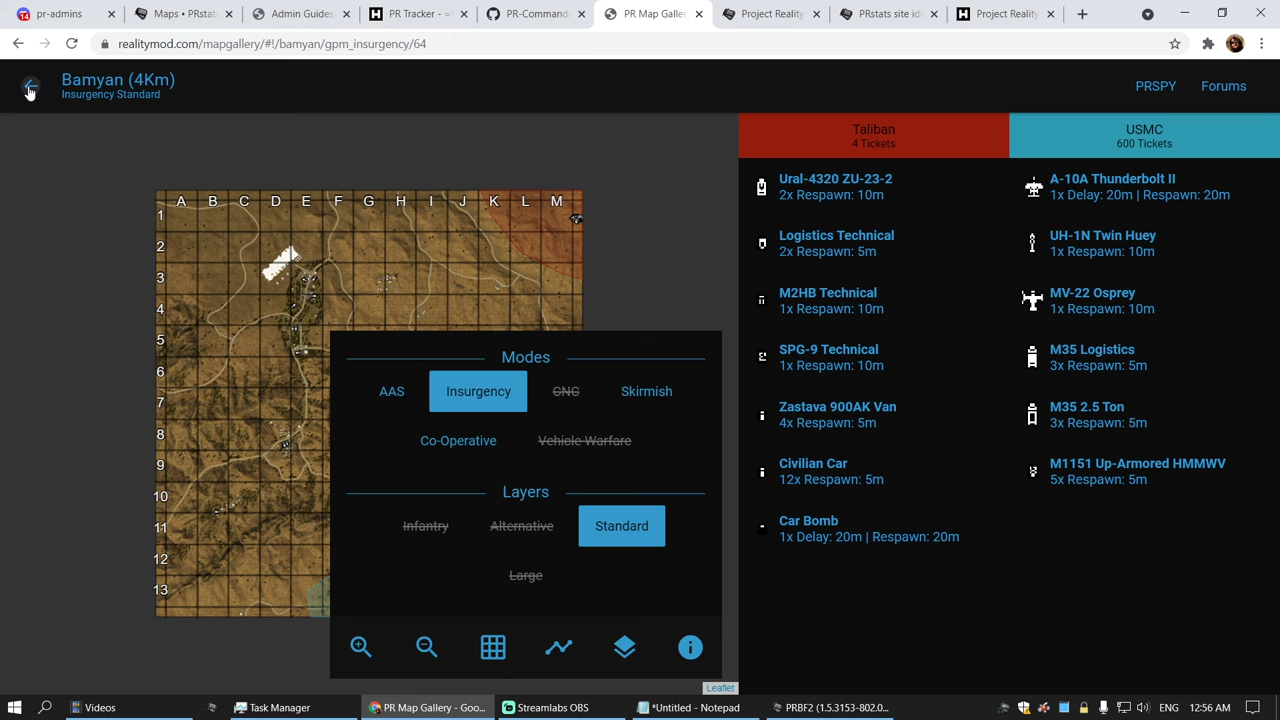 14
pr-admins
Maps • PRsta
Admin Guides
PR Tracker - =
PR-Command
PR Map Galle
Project Realit
PRstats site id
Project Realit
realitymod.com/mapgallery/#!/bamyan/gpm_insurgency/64
Bamyan (4Km)
Insurgency Standard
PRSPY
Forums
Taliban
4 Tickets
USMC
600 Tickets
Ural-4320 ZU-23-2
2x Respawn: 10m
A-10A Thunderbolt II
1x Delay: 20m | Respawn: 20m
Logistics Technical
2x Respawn: 5m
UH-1N Twin Huey
1x Respawn: 10m
M2HB Technical
1x Respawn: 10m
MV-22 Osprey
1x Respawn: 10m
SPG-9 Technical
1x Respawn: 10m
M35 Logistics
3x Respawn: 5m
Zastava 900AK Van
4x Respawn: 5m
M35 2.5 Ton
3x Respawn: 5m
Civilian Car
12x Respawn: 5m
M1151 Up-Armored HMMWV
5x Respawn: 5m
Car Bomb
1x Delay: 20m | Respawn: 20m
A B C D E F G H I J K L M
1
2
3
4
5
6
7
8
9
10
11
12
13
Modes
AAS
Insurgency
CNC
Skirmish
Co-Operative
Vehicle Warfare
Layers
Infantry
Alternative
Standard
Large
Leaflet
Videos
Task Manager
PR Map Gallery - Goo...
Streamlabs OBS
*Untitled - Notepad
PRBF2 (1.5.3153-802.0...
ENG
12:56 AM